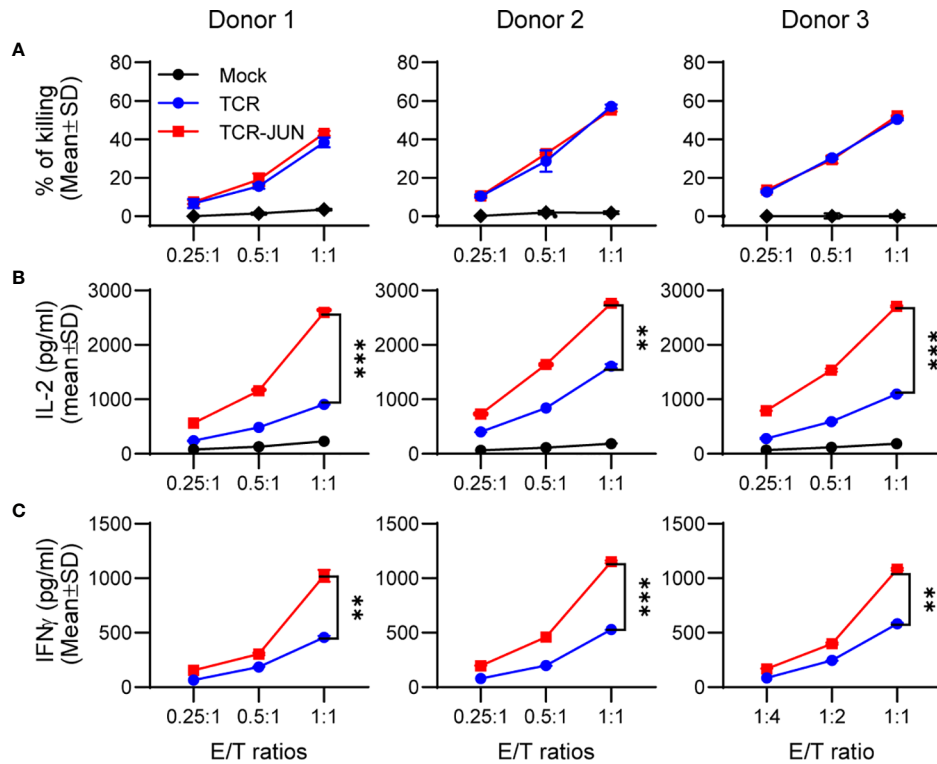 Donor 1 Donor 2 Donor 3
A
% of killing
(Mean±SD)
80
60
40
20
0
Mock
TCR
TCR-JUN
0.25:1 0.5:1 1:1
80
60
40
20
0
0.25:1 0.5:1 1:1
80
60
40
20
0
0.25:1 0.5:1 1:1
B
IL-2 (pg/ml)
(mean±SD)
3000
2000
1000
0
***
0.25:1 0.5:1 1:1
3000
2000
1000
0
**
0.25:1 0.5:1 1:1
3000
2000
1000
0
***
0.25:1 0.5:1 1:1
C
IFNγ (pg/ml)
(Mean±SD)
1500
1000
500
0
**
0.25:1 0.5:1 1:1
E/T ratios
1500
1000
500
0
***
0.25:1 0.5:1 1:1
E/T ratios
1500
1000
500
0
**
1:4 1:2 1:1
E/T ratio